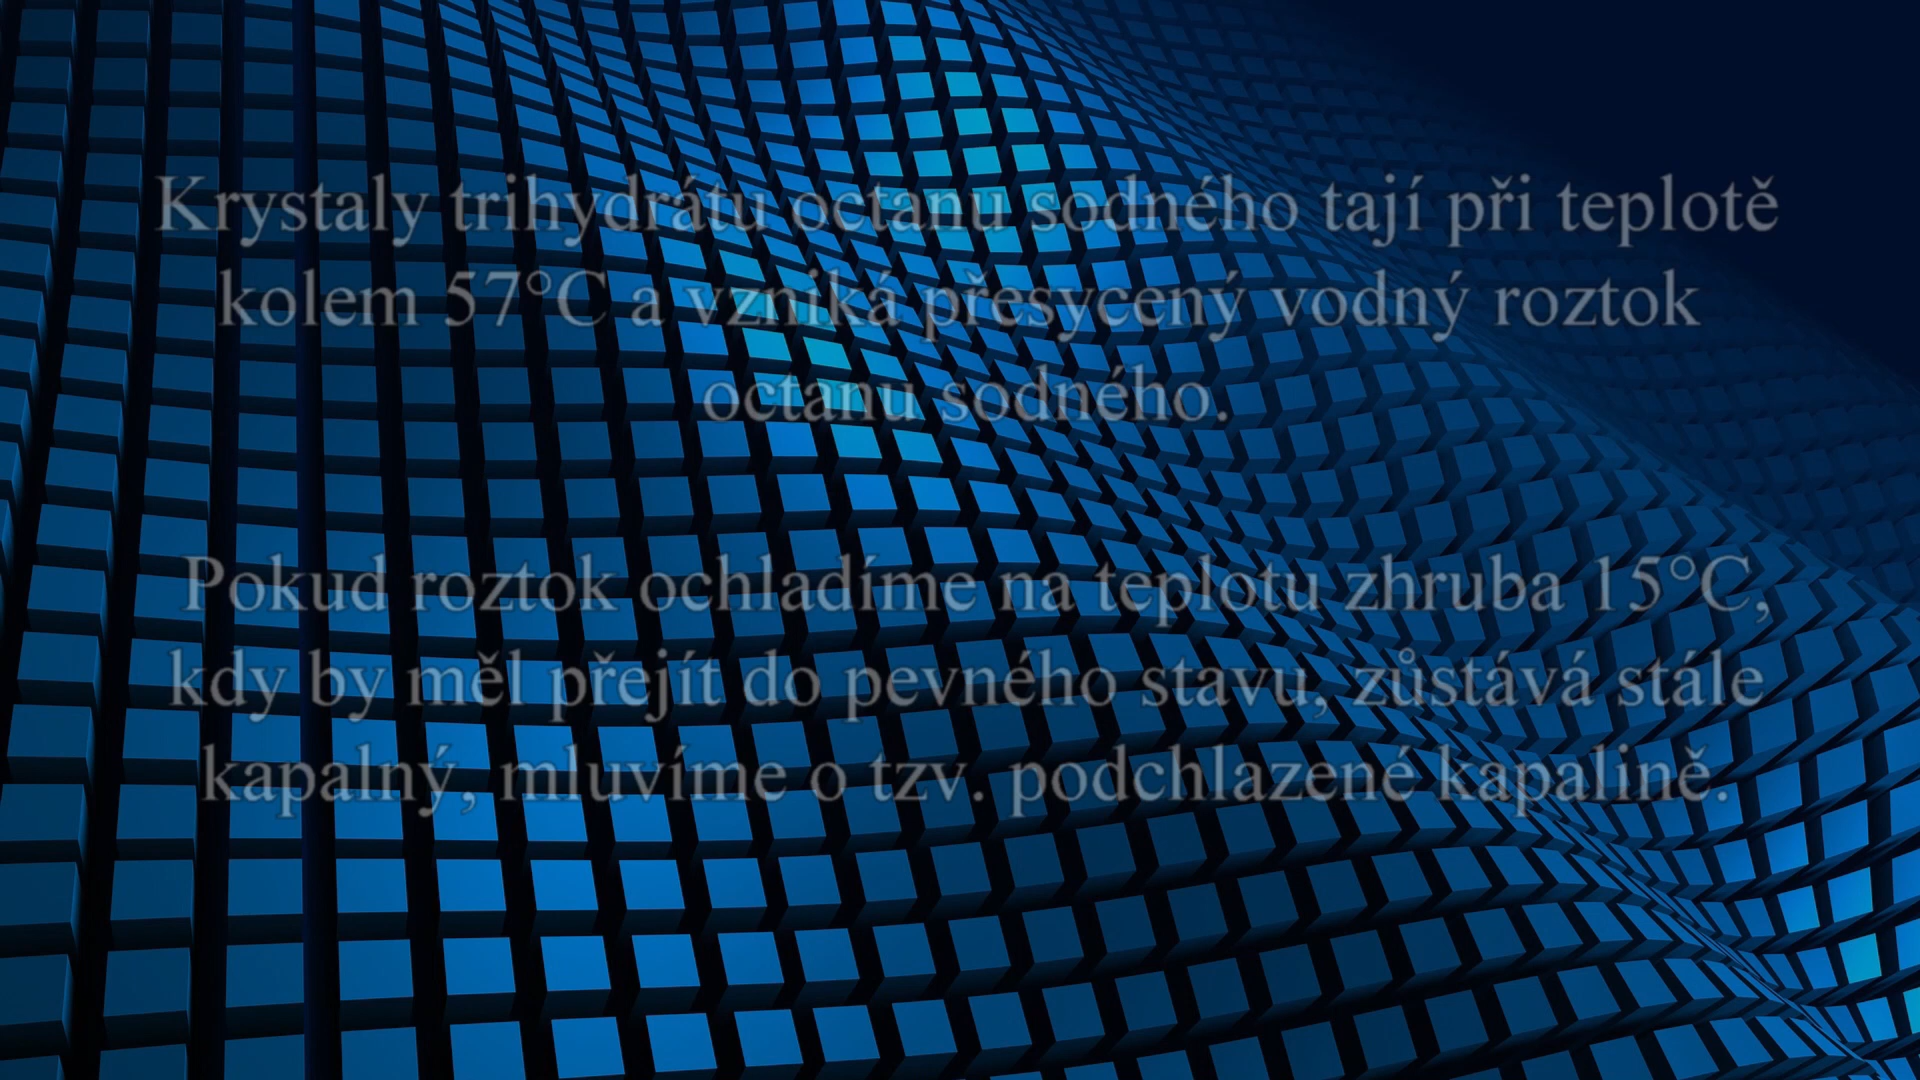 Krystaly trihydrátu octanu sodného tají při teplotě
kolem 57°C a vzniká přesycený vodný roztok
octanu sodného.
Pokud roztok ochladíme na teplotu zhruba 15°C,
kdy by měl přejít do pevného stavu, zůstává stále
kapalný, mluvíme o tzv. podchlazené kapalině.